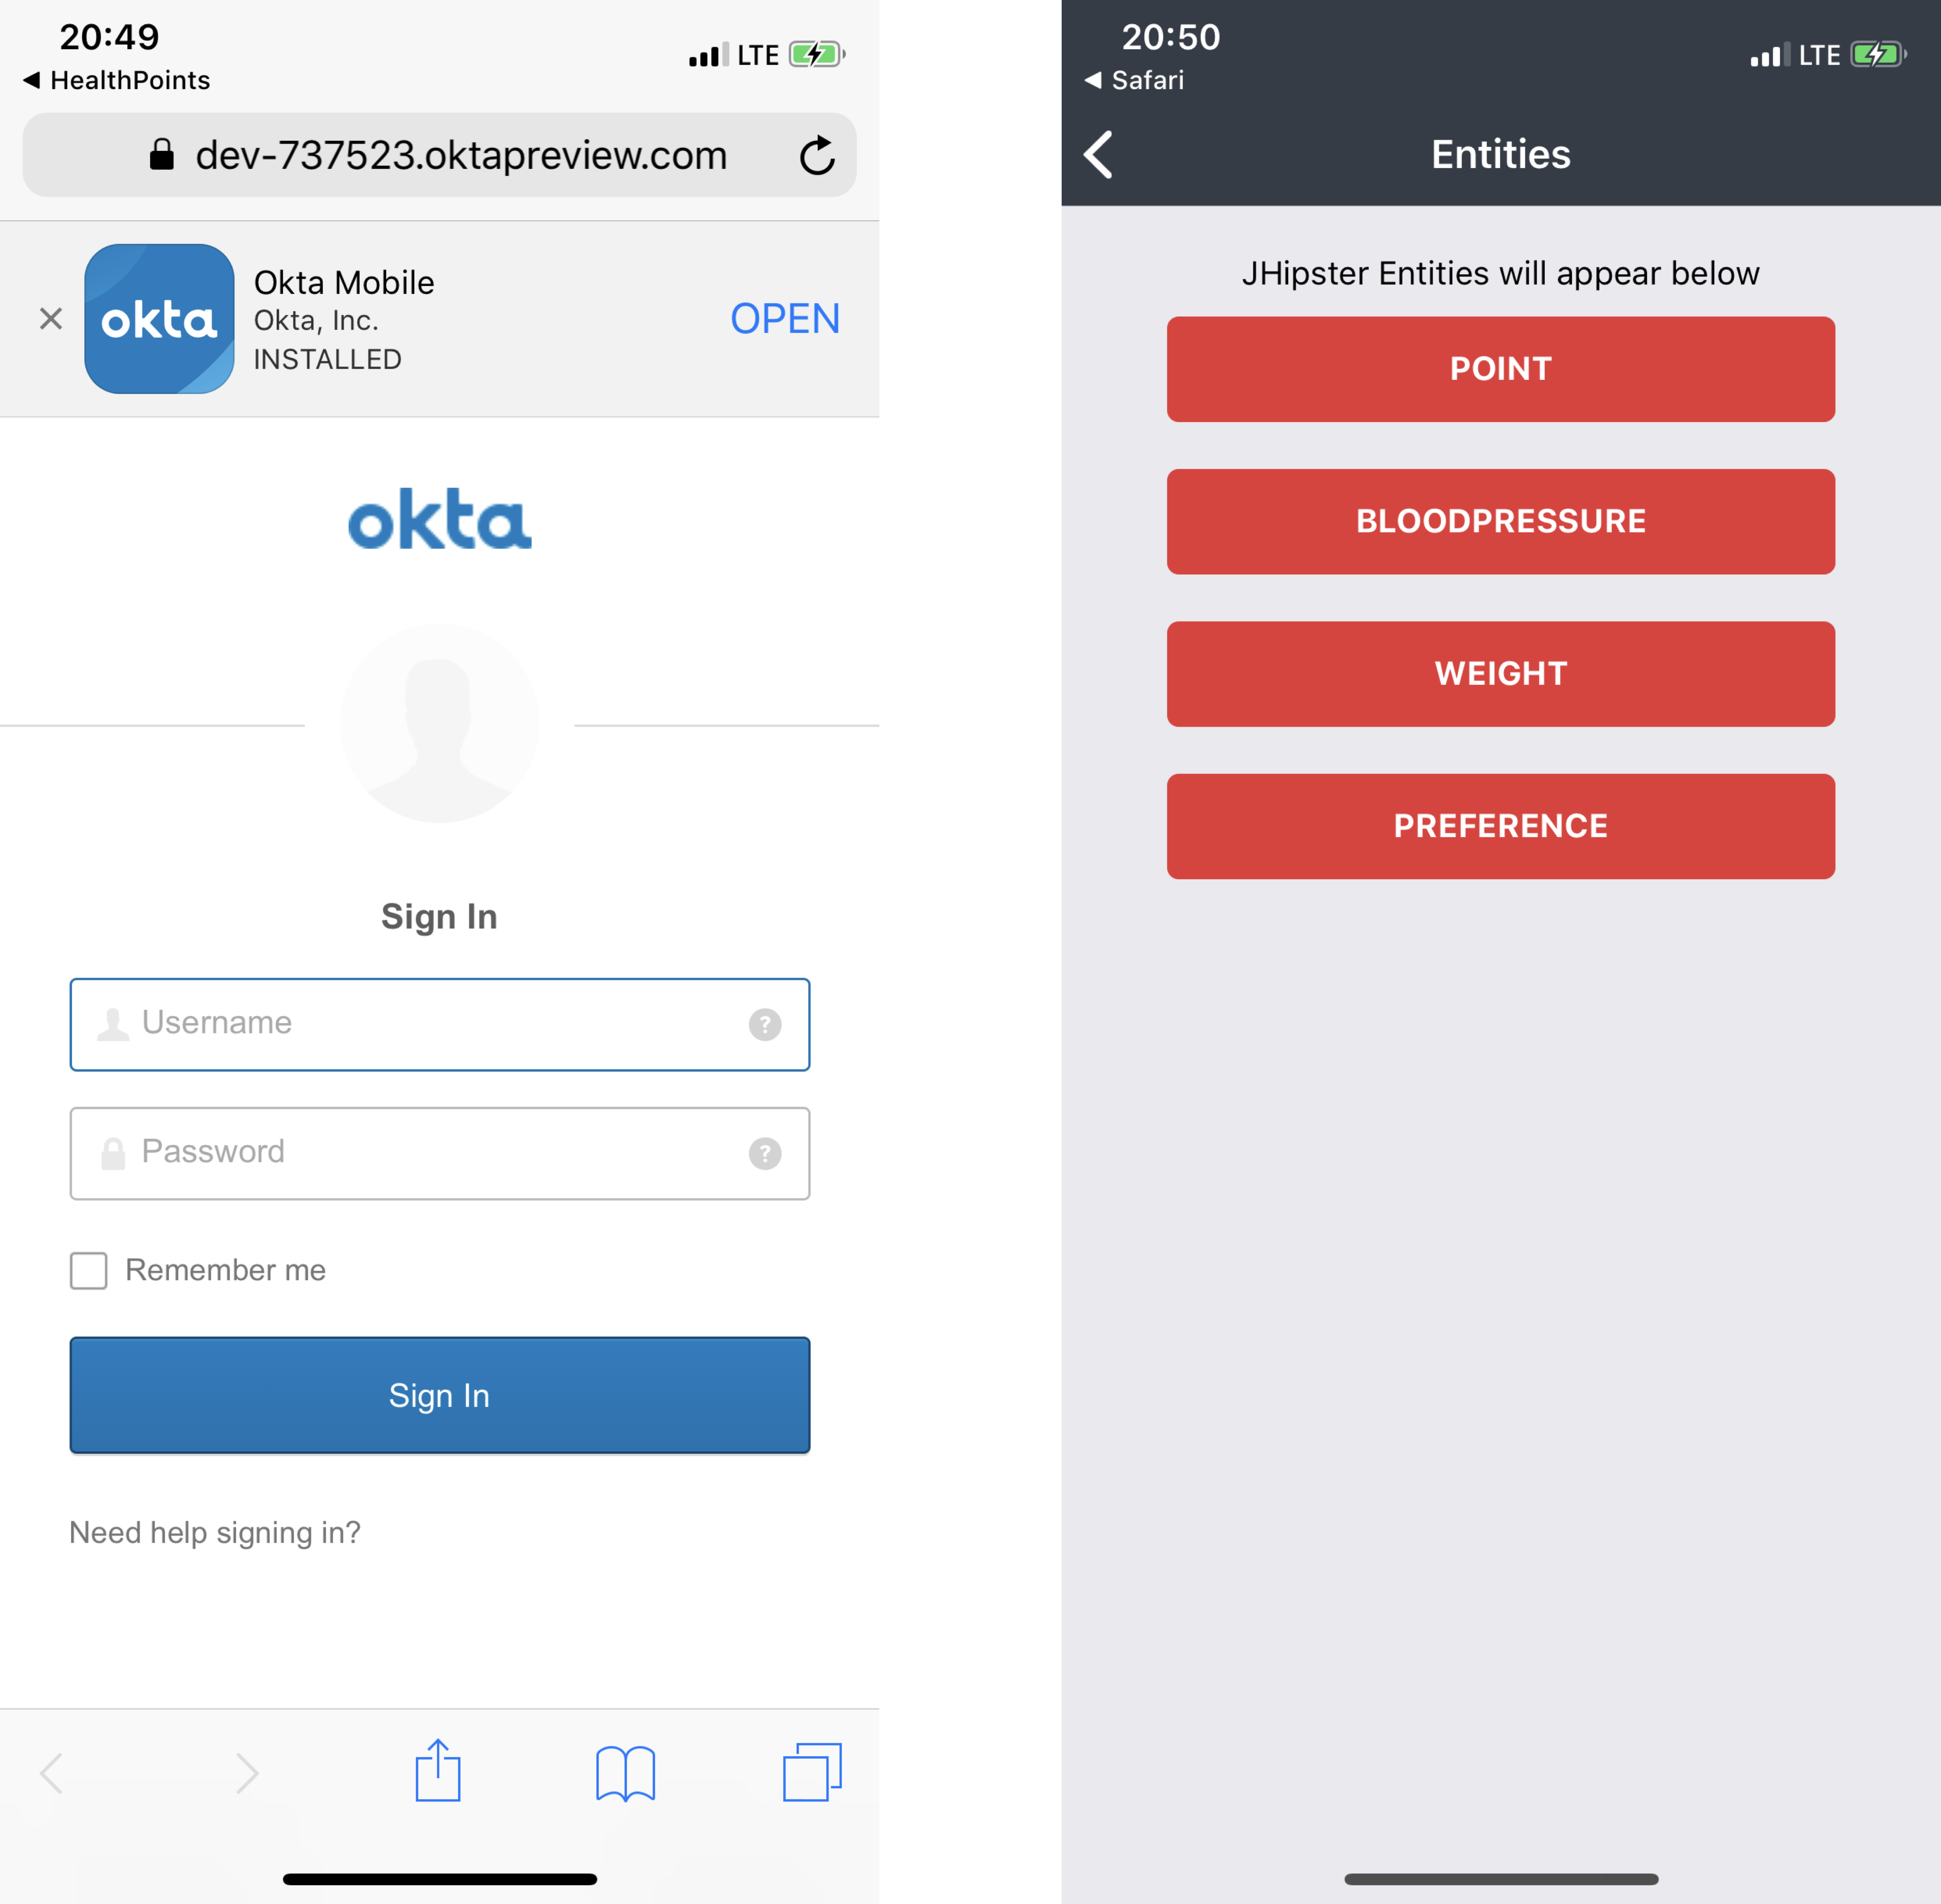 20:49
LTE
◀ HealthPoints
dev-737523.oktapreview.com
okta
Okta Mobile
Okta, Inc.
INSTALLED
OPEN
okta
Sign In
Username
?
Password
?
Remember me
Sign In
Need help signing in?
20:50
LTE
◀ Safari
Entities
JHipster Entities will appear below
POINT
BLOODPRESSURE
WEIGHT
PREFERENCE